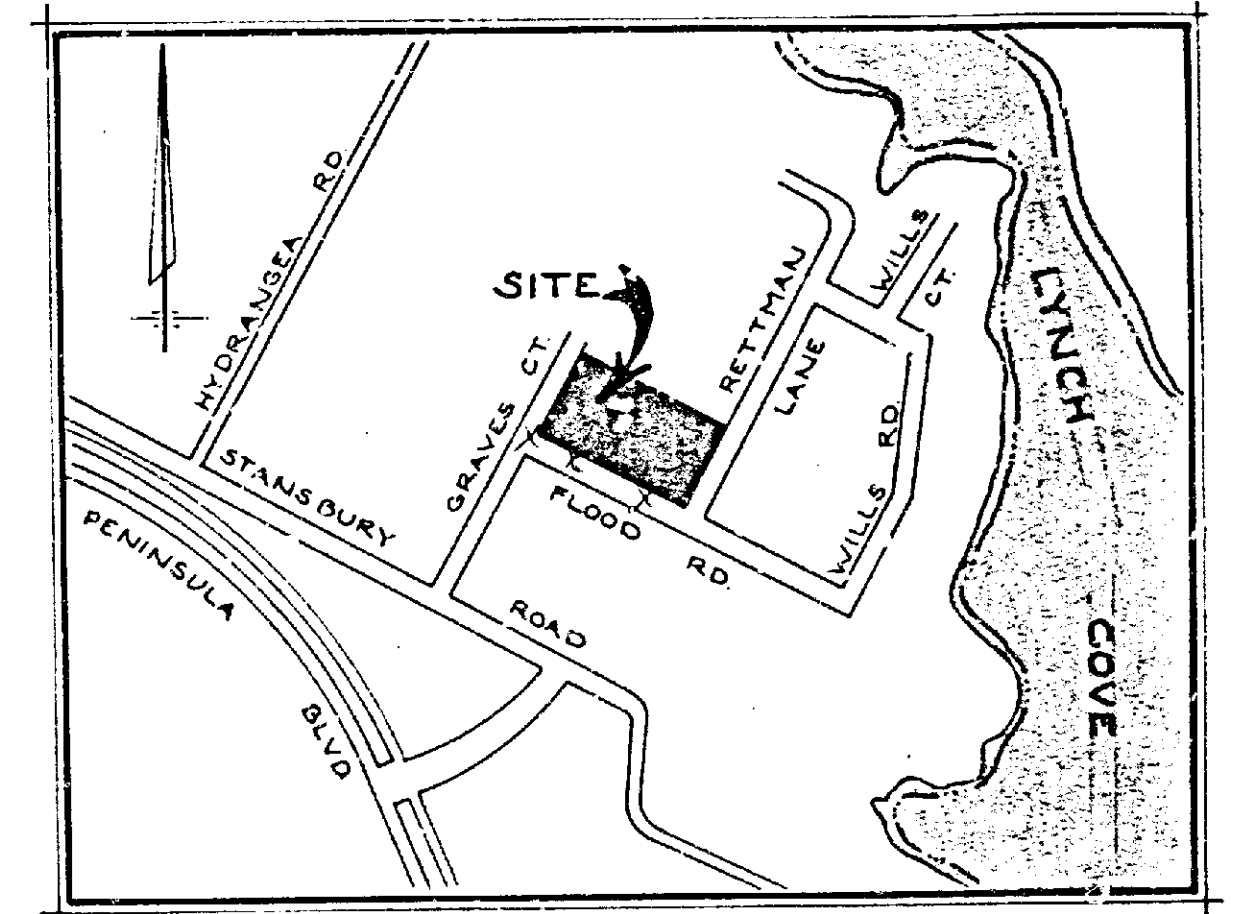 HYDRANGEA RD.
SITE
WILLS CT.
RETTMAN LANE
LYNCH COVE
GRAVES CT.
STANSBURY ROAD
FLOOD RD.
WILLS RD.
PENINSULA BLVD